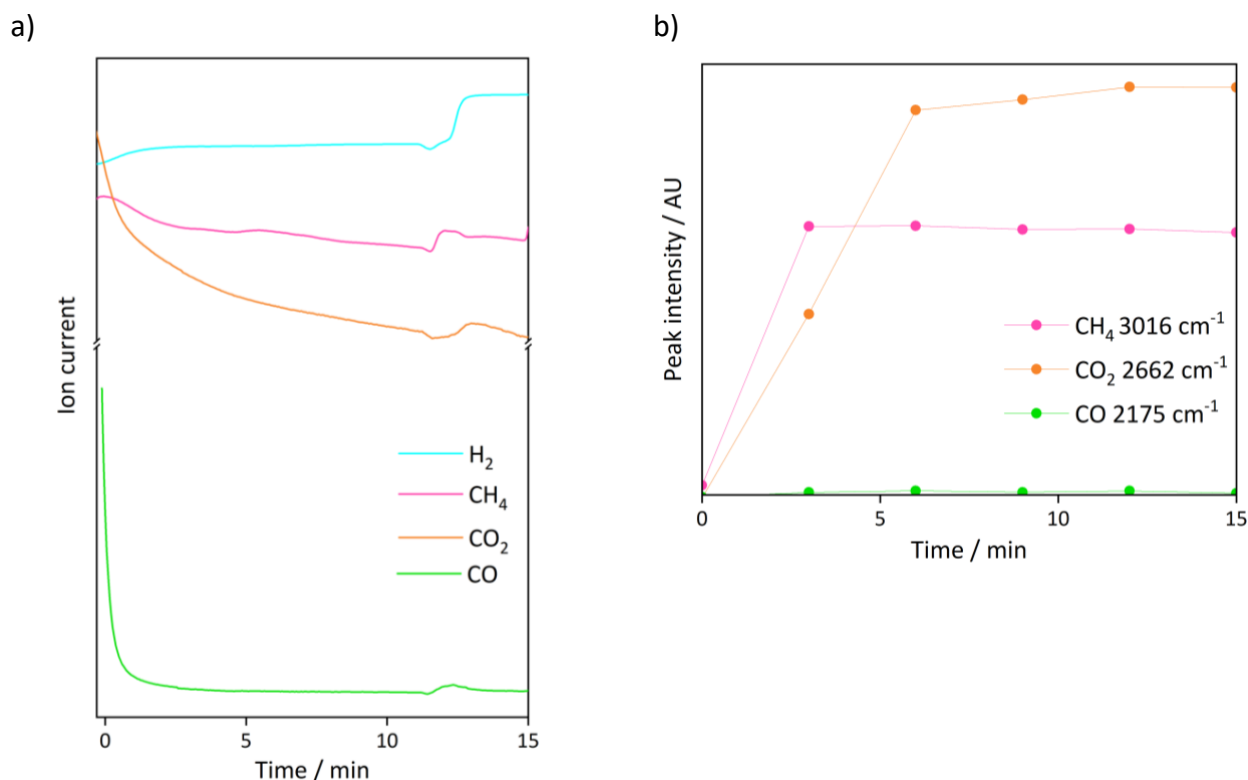 a)
Ion current
H₂
CH₄
CO₂
CO
0 5 10 15
Time / min
b)
Peak intensity / AU
CH₄ 3016 cm⁻¹
CO₂ 2662 cm⁻¹
CO 2175 cm⁻¹
0 5 10 15
Time / min